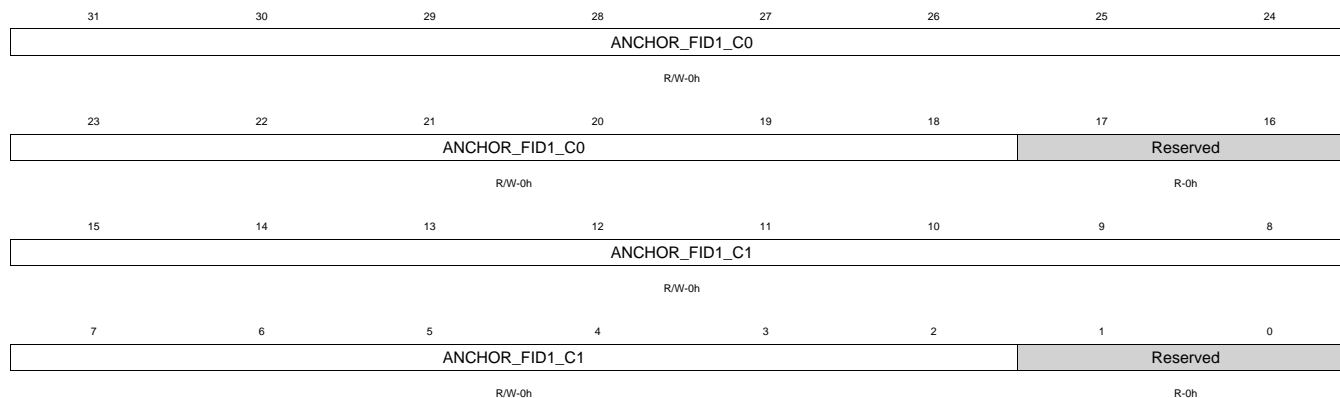 31 30 29 28 27 26 25 24
ANCHOR_FID1_C0
R/W-0h
23 22 21 20 19 18 17 16
ANCHOR_FID1_C0 Reserved
R/W-0h R-0h
15 14 13 12 11 10 9 8
ANCHOR_FID1_C1
R/W-0h
7 6 5 4 3 2 1 0
ANCHOR_FID1_C1 Reserved
R/W-0h R-0h